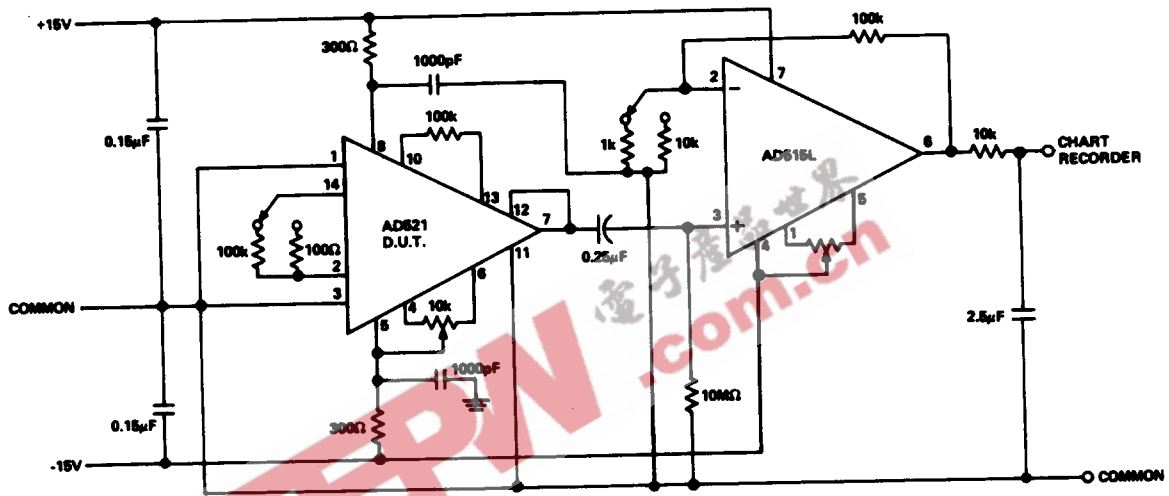 +15V
300Ω
1000pF
100k
0.15μF
1
14
8
10
100k
13
12
7
AD521
D.U.T.
11
100k
100Ω
2
3
6
4
10k
5
0.25μF
COMMON
1000pF
300Ω
0.15μF
-15V
2
7
1k
10k
AD515L
6
10k
CHART
RECORDER
3
4
1
5
10MΩ
2.5μF
COMMON
電子產品世界
EPW
.com.cn